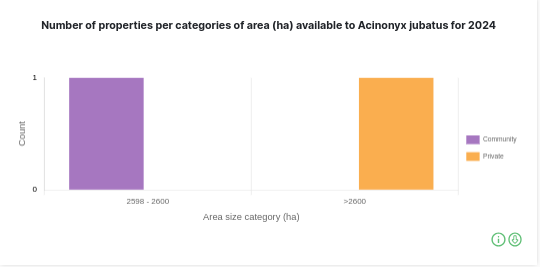 Number of properties per categories of area (ha) available to Acinonyx jubatus for 2024
1
0
Count
2598 - 2600
>2600
Area size category (ha)
Community
Private